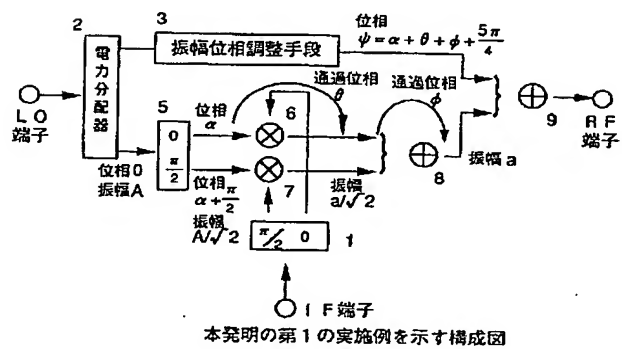 2
3
位相
ψ=α+θ+φ+5π/4
電力分配器
振幅位相調整手段
LO
端子
通過位相
θ
通過位相
φ
位相
α
5
0
π/2
6
7
8
9
RF
端子
振幅a
位相0
振幅A
位相
α+π/2
振幅
A/√2
振幅
a/√2
π/2 0
1
IF端子
本発明の第1の実施例を示す構成図